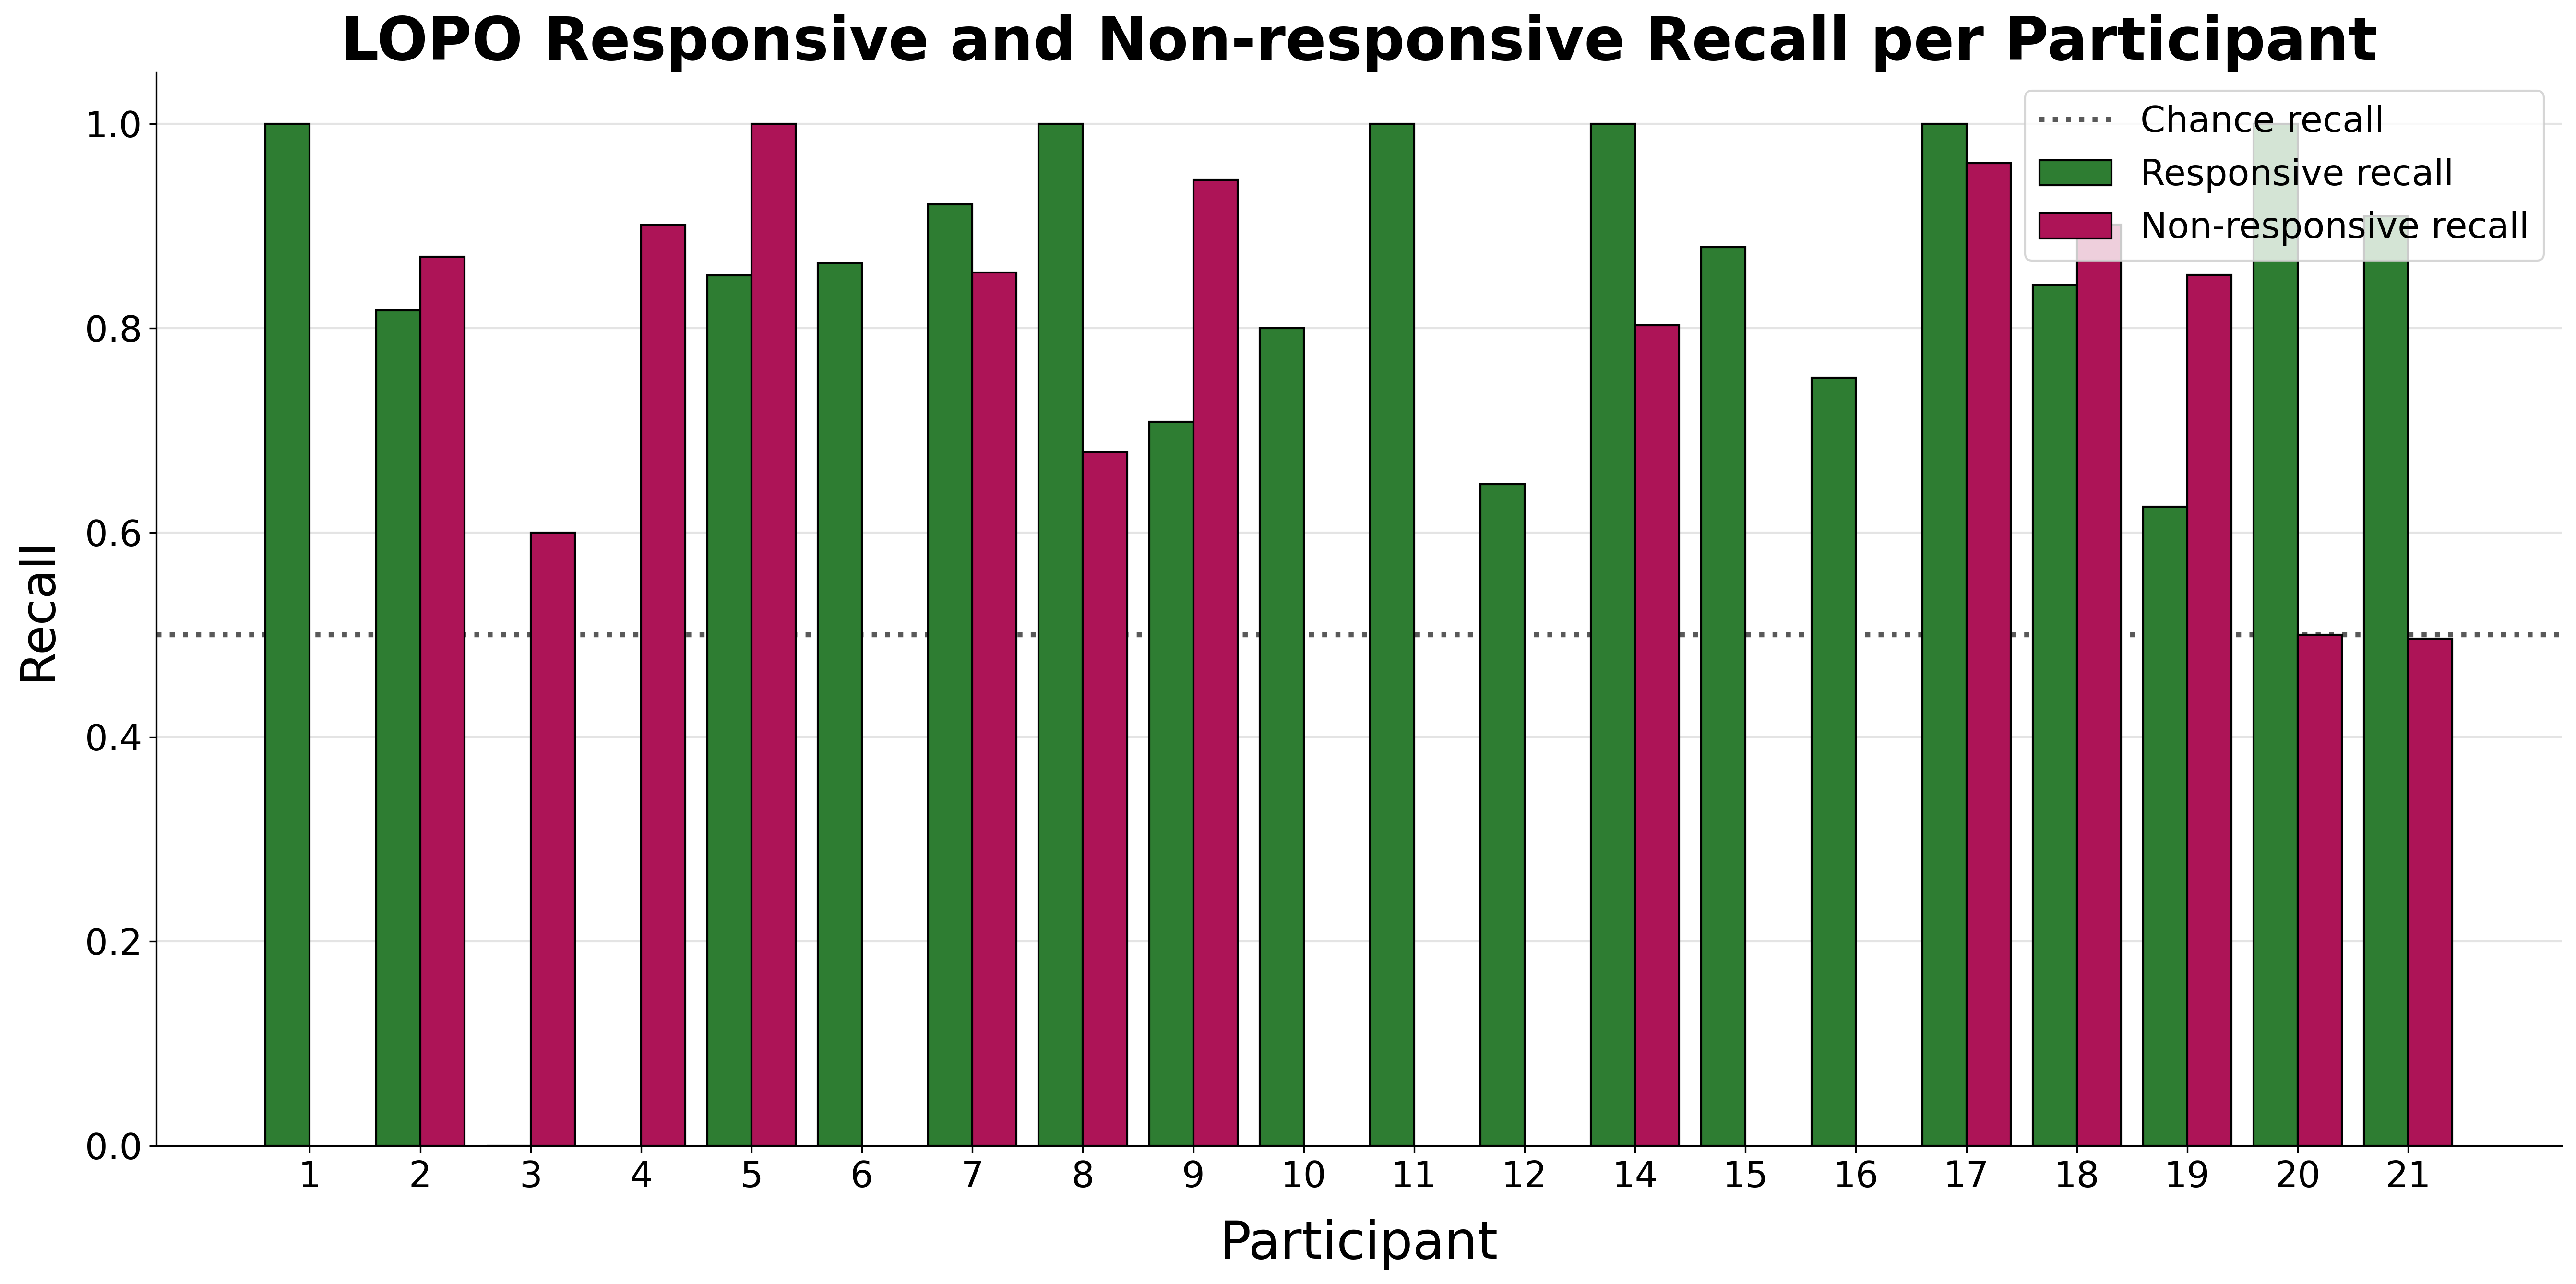 LOPO Responsive and Non-responsive Recall per Participant
Chance recall
Responsive recall
Non-responsive recall
Recall
1.0
0.8
0.6
0.4
0.2
0.0
1 2 3 4 5 6 7 8 9 10 11 12 14 15 16 17 18 19 20 21
Participant